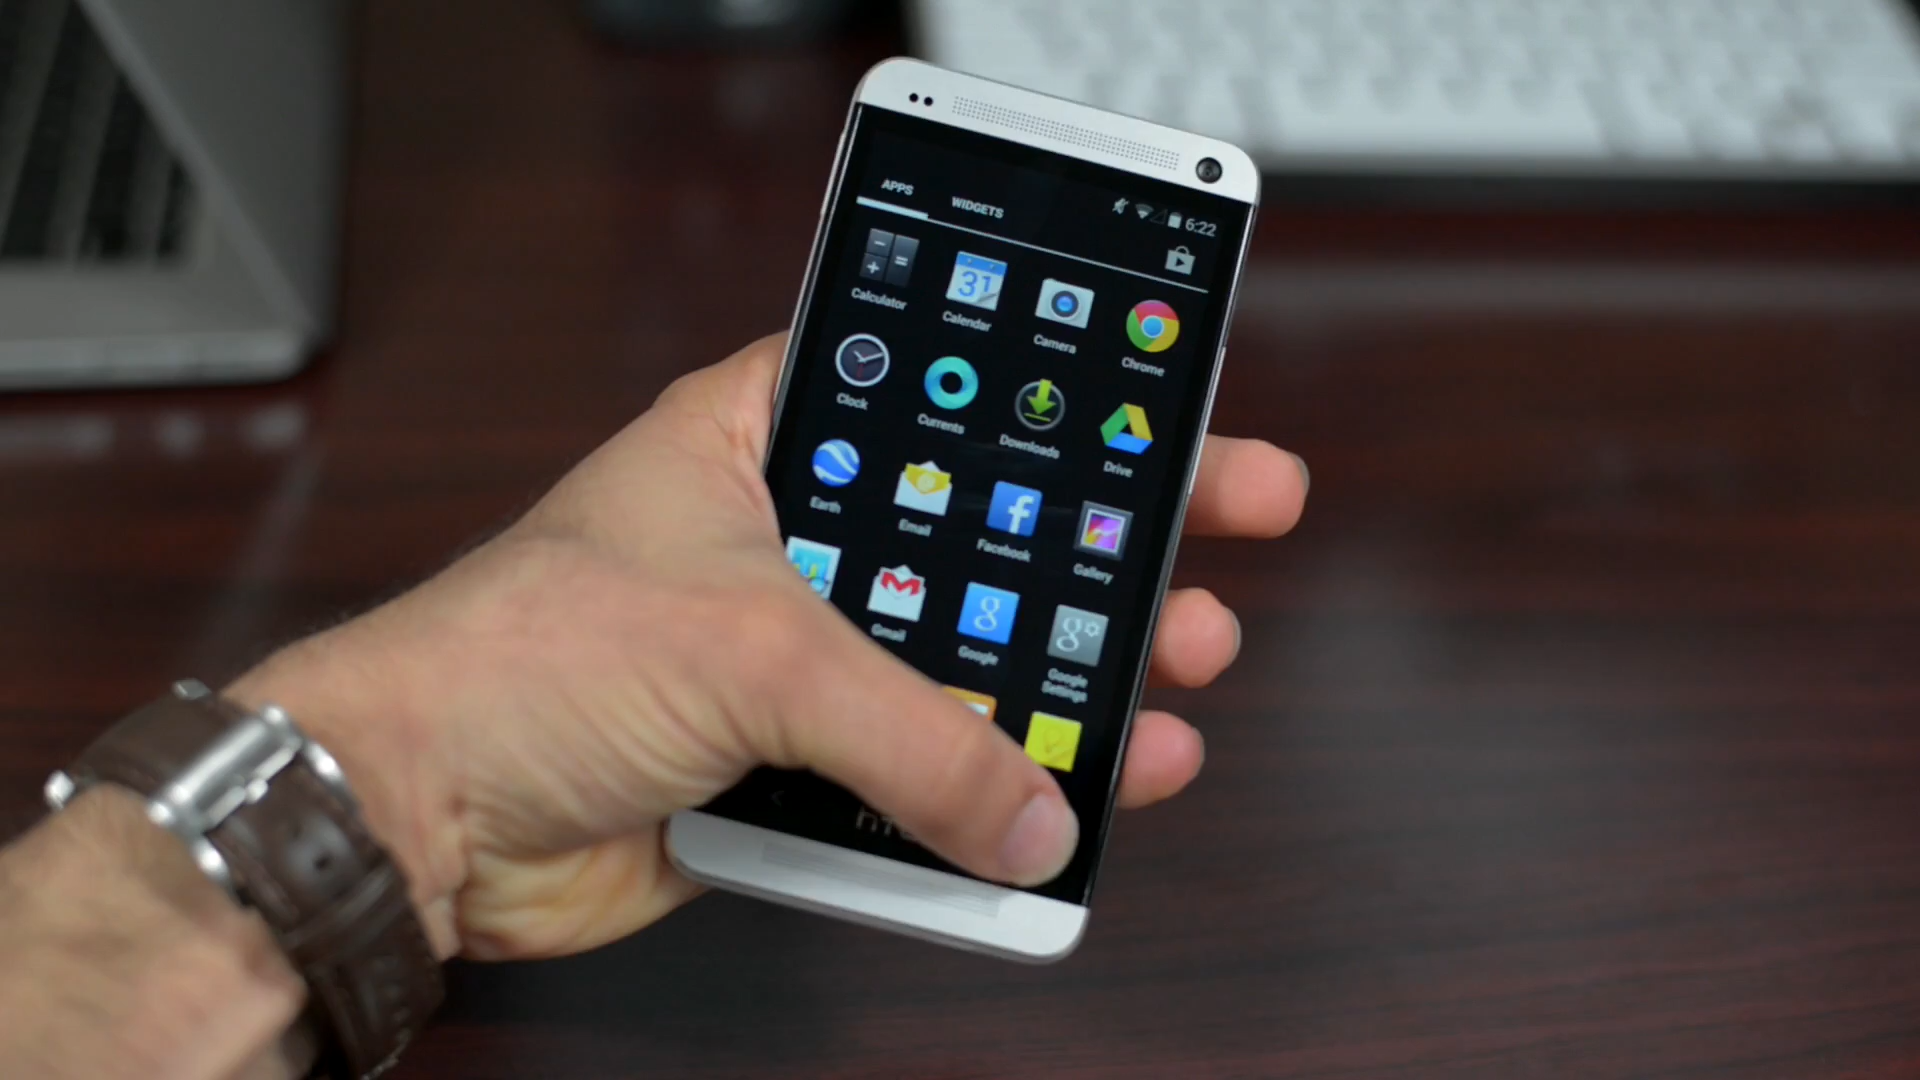 APPS WIDGETS 6:22
Calculator Calendar Camera Chrome
31
Clock Currents Downloads Drive
Earth Email Facebook Gallery
Gmail Google Google Settings